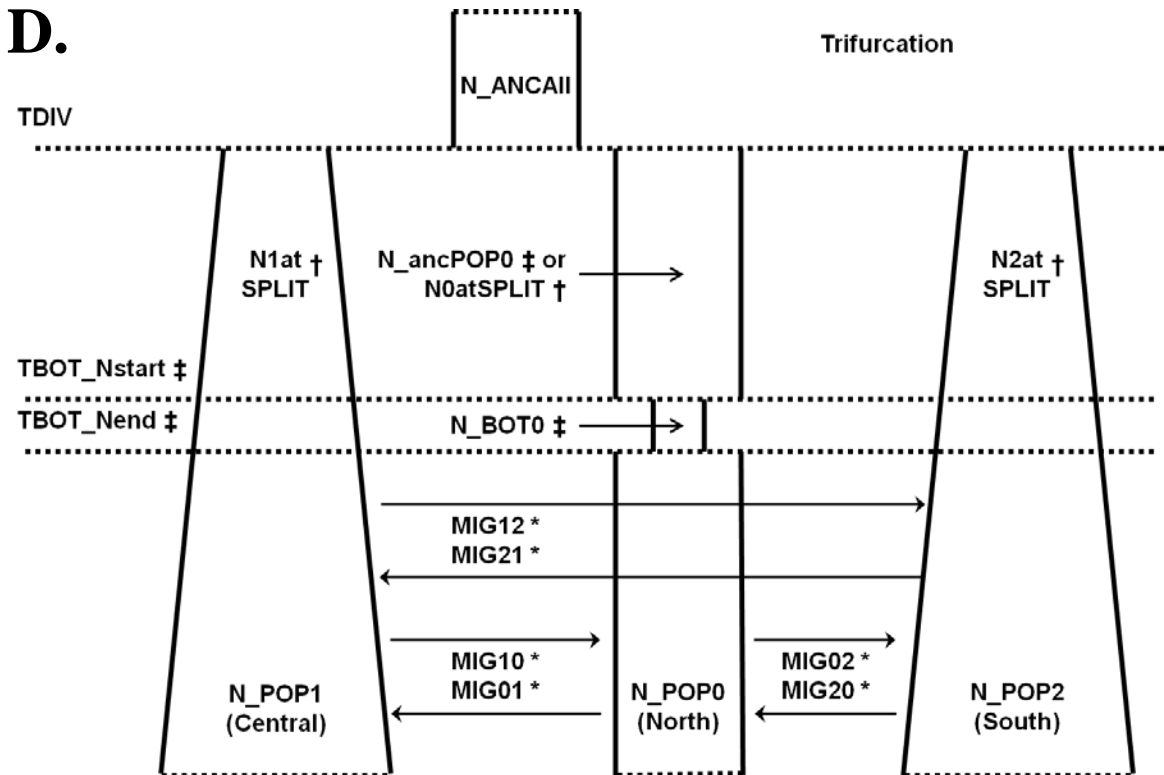 D.
Trifurcation
N_ANCAll
TDIV
N1at †
SPLIT
N_ancPOP0 ‡ or
N0atSPLIT †
N2at †
SPLIT
TBOT_Nstart ‡
TBOT_Nend ‡
N_BOT0 ‡
MIG12 *
MIG21 *
MIG10 *
MIG01 *
MIG02 *
MIG20 *
N_POP1
(Central)
N_POP0
(North)
N_POP2
(South)